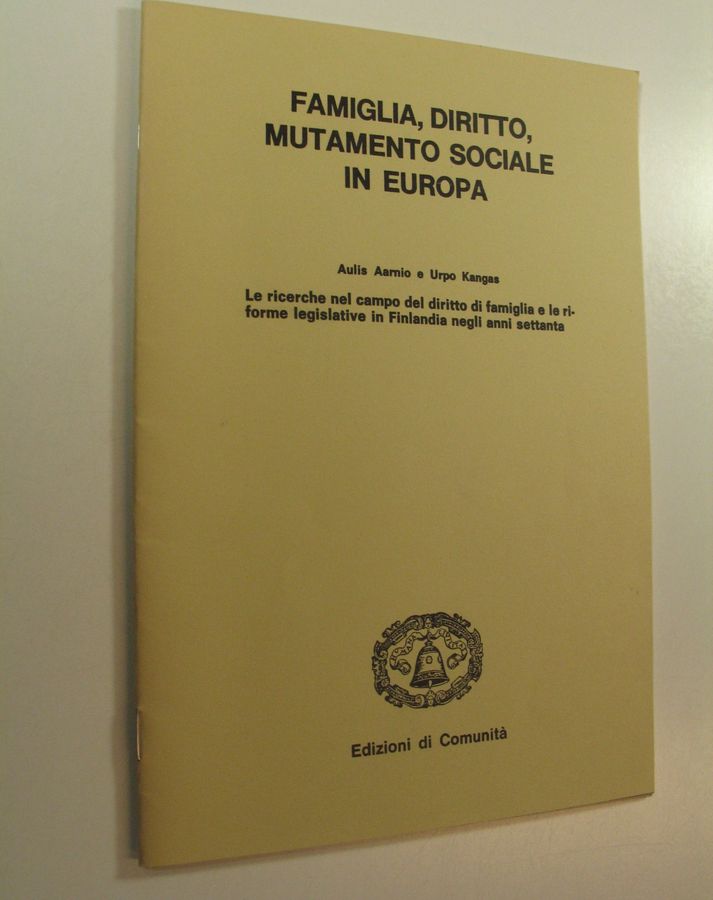 FAMIGLIA, DIRITTO,
MUTAMENTO SOCIALE
IN EUROPA
Aulis Aarnio e Urpo Kangas
Le ricerche nel campo del diritto di famiglia e le ri-
forme legislative in Finlandia negli anni settanta
Edizioni di Comunità